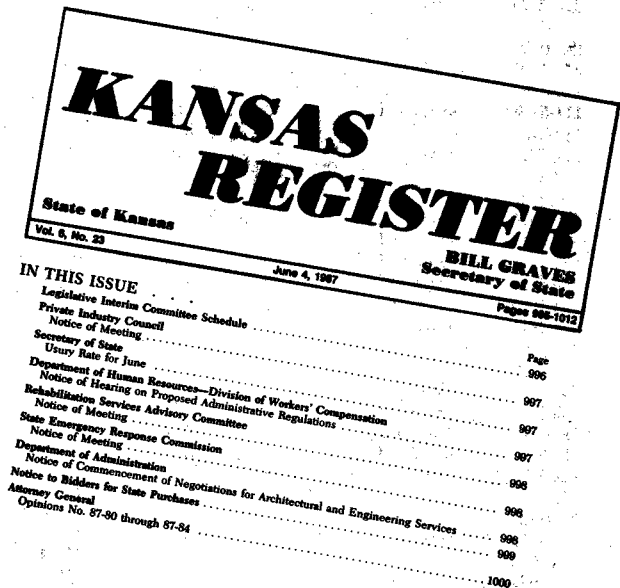 KANSAS
REGISTER
State of Kansas
BILL GRAVES
Secretary of State
Vol. 6, No. 23
June 4, 1987
Pages 995-1012
IN THIS ISSUE . . .
Page
Legislative Interim Committee Schedule 996
Private Industry Council
Notice of Meeting 997
Secretary of State
Usury Rate for June 997
Department of Human Resources—Division of Workers' Compensation
Notice of Hearing on Proposed Administrative Regulations 997
Rehabilitation Services Advisory Committee
Notice of Meeting 998
State Emergency Response Commission
Notice of Meeting 998
Department of Administration
Notice of Commencement of Negotiations for Architectural and Engineering Services 998
Notice to Bidders for State Purchases 999
Attorney General
Opinions No. 87-80 through 87-84 1000